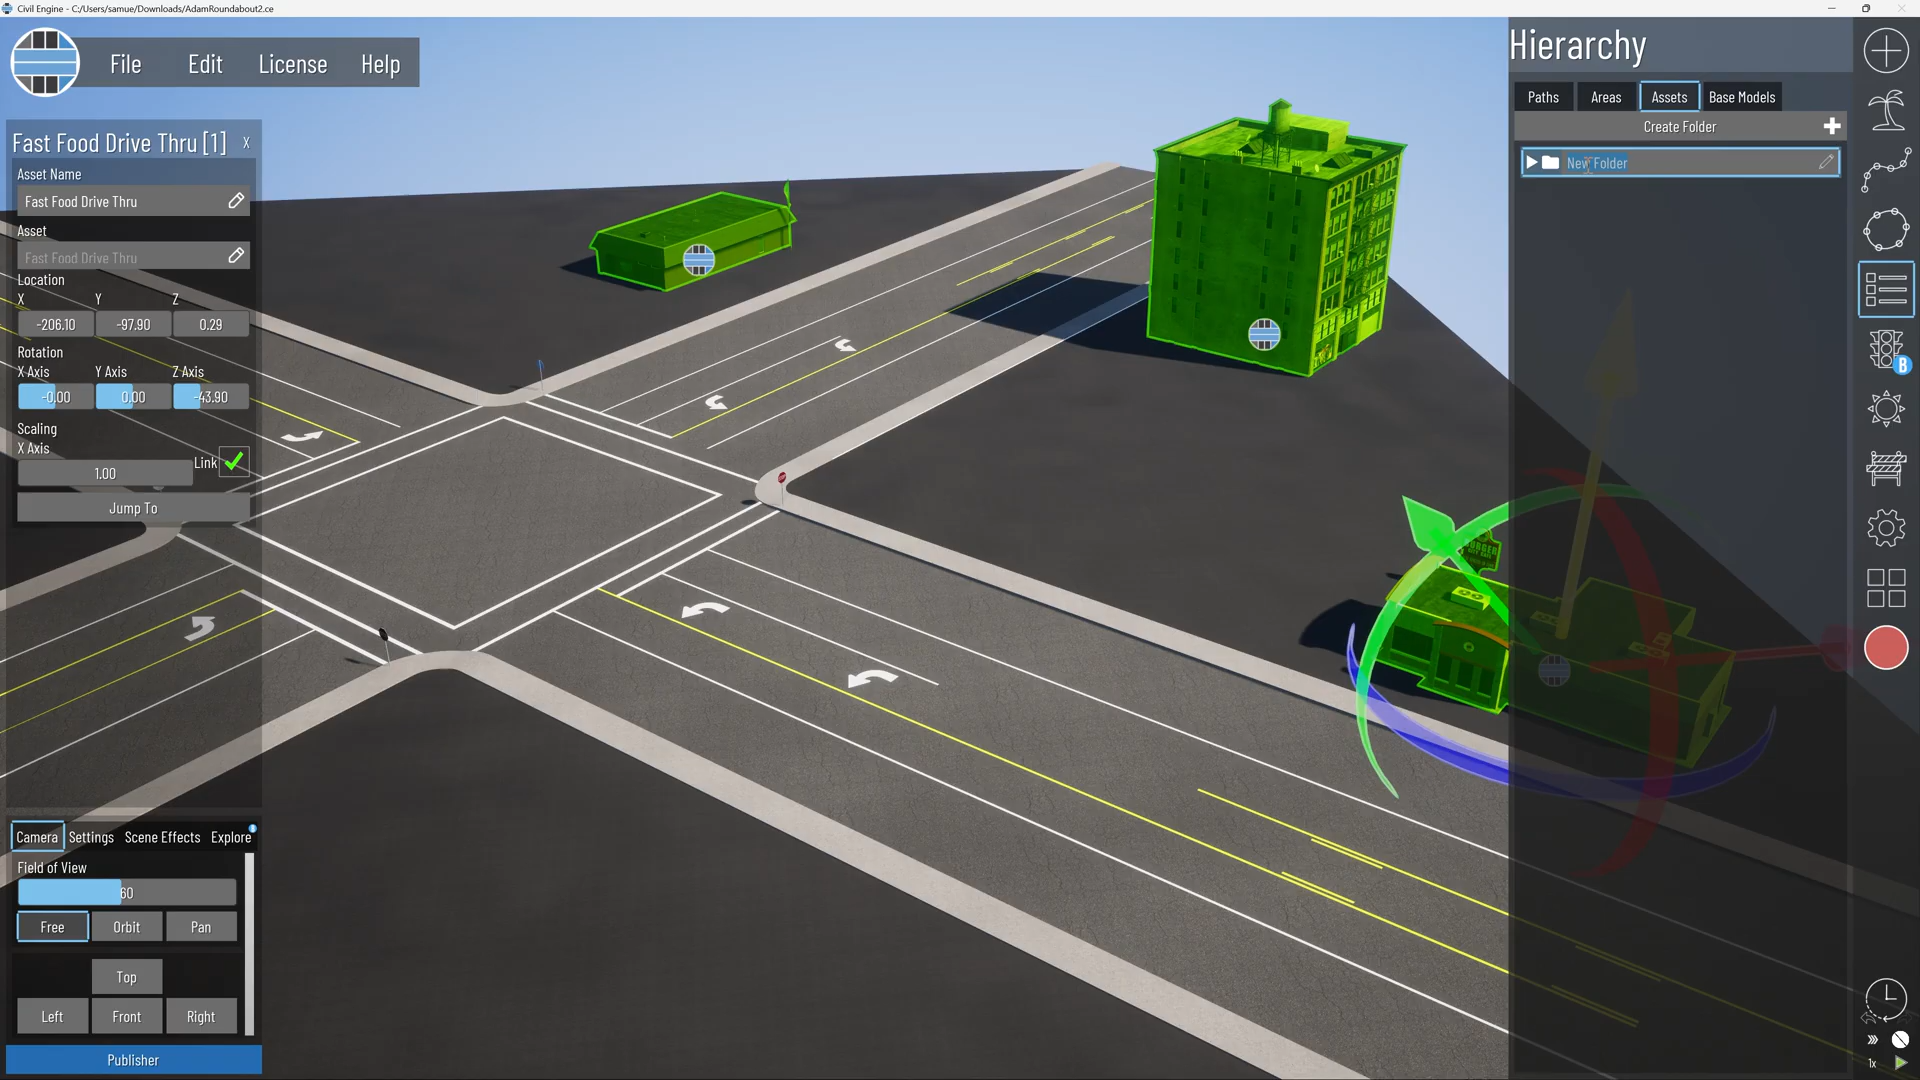 Civil Engine - C:/Users/samue/Downloads/AdamRoundabout2.ce
File Edit License Help
Fast Food Drive Thru [1] X
Asset Name
Fast Food Drive Thru
Asset
Fast Food Drive Thru
Location
X Y Z
-206.10 -97.90 0.29
Rotation
X Axis Y Axis Z Axis
-0.00 0.00 -43.90
Scaling
X Axis
Link
1.00
Jump To
Camera Settings Scene Effects Explore
Field of View
60
Free Orbit Pan
Top
Left Front Right
Publisher
BURGER
Hierarchy
Paths Areas Assets Base Models
Create Folder
New Folder
B
1x